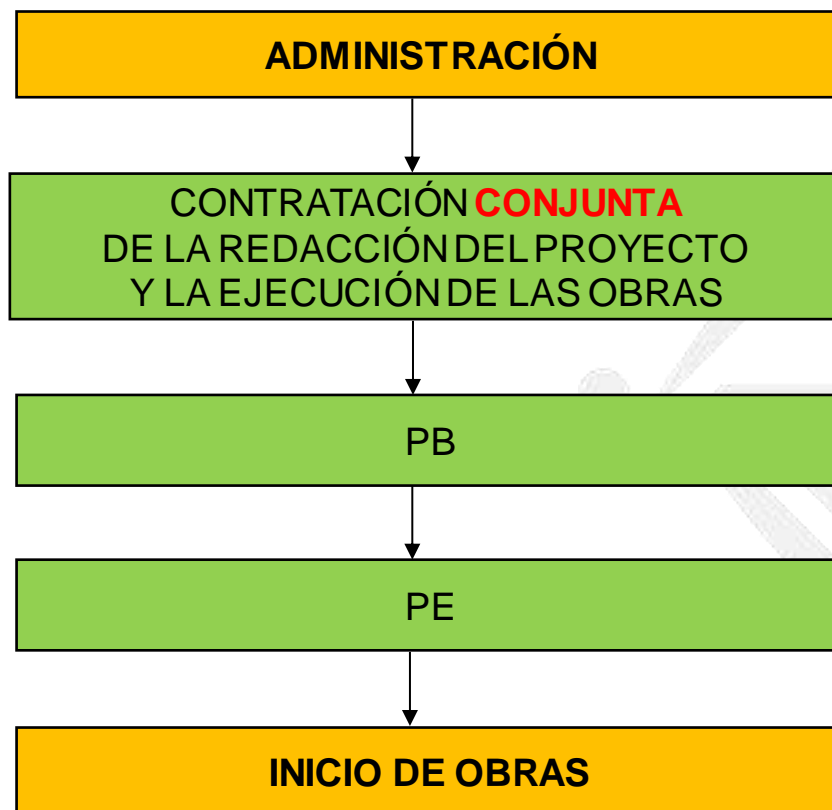 ADMINISTRACIÓN
CONTRATACIÓN CONJUNTA
DE LA REDACCIÓN DEL PROYECTO
Y LA EJECUCIÓN DE LAS OBRAS
PB
PE
INICIO DE OBRAS